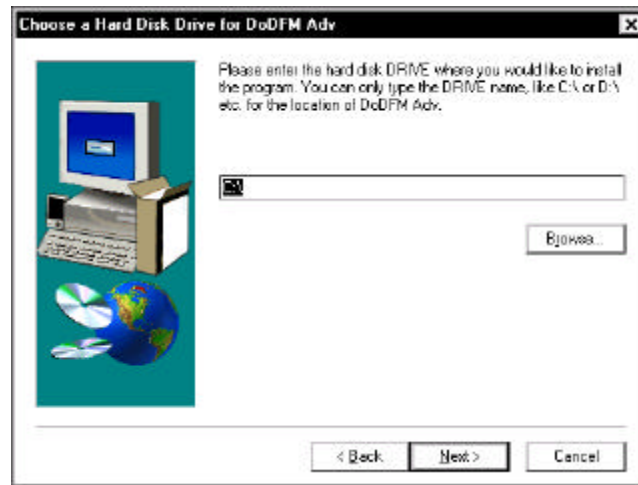 Choose a Hard Disk Drive for DoDFM Adv
Please enter the hard disk DRIVE where you would like to install
the program. You can only type the DRIVE name, like C:\ or D:\
etc. for the location of DoDFM Adv.
C:\
Browse...
< Back
Next >
Cancel